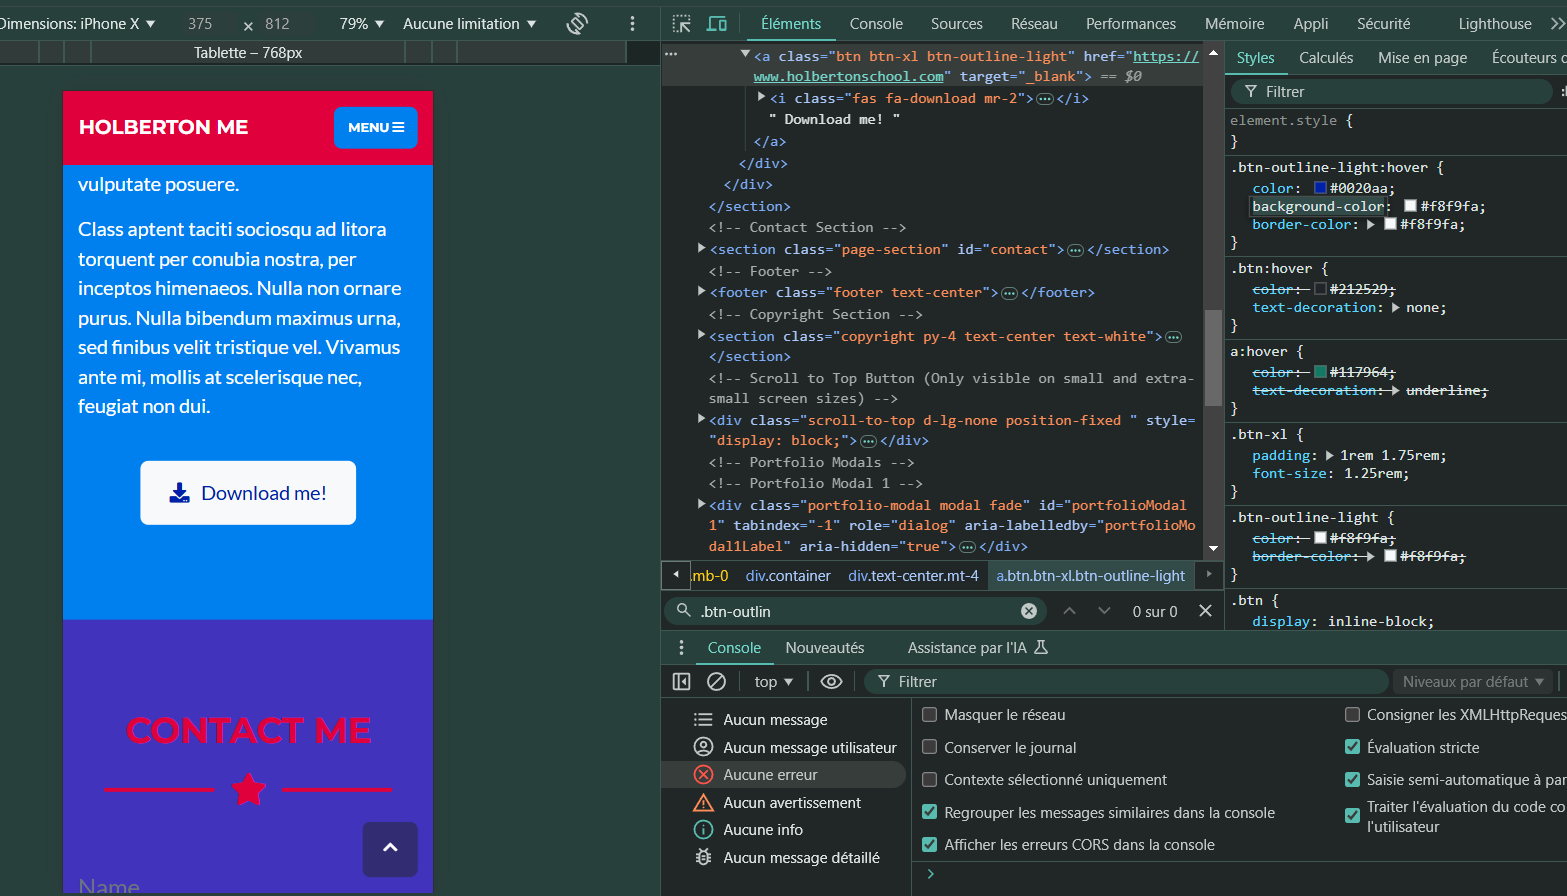 Dimensions: iPhone X ▼ 375 × 812 79% ▼ Aucune limitation ▼
Tablette – 768px
HOLBERTON ME
MENU
vulputate posuere.
Class aptent taciti sociosqu ad litora
torquent per conubia nostra, per
inceptos himenaeos. Nulla non ornare
purus. Nulla bibendum maximus urna,
sed finibus velit tristique vel. Vivamus
ante mi, mollis at scelerisque nec,
feugiat non dui.
Download me!
CONTACT ME
Name
Éléments Console Sources Réseau Performances Mémoire Appli Sécurité Lighthouse
<a class="btn btn-xl btn-outline-light" href="https://
www.holbertonschool.com" target="_blank"> == $0
<i class="fas fa-download mr-2">…</i>
" Download me! "
</a>
</div>
</div>
</section>
<!-- Contact Section -->
<section class="page-section" id="contact">…</section>
<!-- Footer -->
<footer class="footer text-center">…</footer>
<!-- Copyright Section -->
<section class="copyright py-4 text-center text-white">…
</section>
<!-- Scroll to Top Button (Only visible on small and extra-
small screen sizes) -->
<div class="scroll-to-top d-lg-none position-fixed " style=
"display: block;">…</div>
<!-- Portfolio Modals -->
<!-- Portfolio Modal 1 -->
<div class="portfolio-modal modal fade" id="portfolioModal
1" tabindex="-1" role="dialog" aria-labelledby="portfolioMo
dal1Label" aria-hidden="true">…</div>
.mb-0 div.container div.text-center.mt-4 a.btn.btn-xl.btn-outline-light
.btn-outlin 0 sur 0
Styles Calculés Mise en page Écouteurs
Filtrer
element.style {
}
.btn-outline-light:hover {
color: #0020aa;
background-color: #f8f9fa;
border-color: #f8f9fa;
}
.btn:hover {
color: #212529;
text-decoration: none;
}
a:hover {
color: #117964;
text-decoration: underline;
}
.btn-xl {
padding: 1rem 1.75rem;
font-size: 1.25rem;
}
.btn-outline-light {
color: #f8f9fa;
border-color: #f8f9fa;
}
.btn {
display: inline-block;
Console Nouveautés Assistance par l'IA
top ▼ Filtrer Niveaux par défaut ▼
Aucun message
Aucun message utilisateur
Aucune erreur
Aucun avertissement
Aucune info
Aucun message détaillé
Masquer le réseau
Conserver le journal
Contexte sélectionné uniquement
Regrouper les messages similaires dans la console
Afficher les erreurs CORS dans la console
Consigner les XMLHttpReques
Évaluation stricte
Saisie semi-automatique à par
Traiter l'évaluation du code co
l'utilisateur